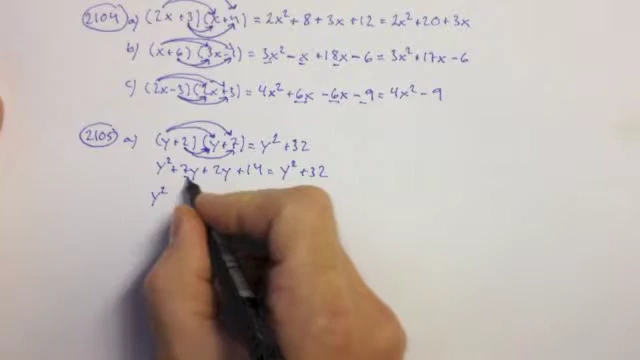 2104 a) (2x+3)(x+4) = 2x² + 8 + 3x + 12 = 2x² + 20 + 3x
b) (x+6)(3x-1) = 3x² - x + 18x - 6 = 3x² + 17x - 6
c) (2x-3)(2x+3) = 4x² + 6x - 6x - 9 = 4x² - 9
2105 a) (y+2)(y+7) = y² + 32
y² + 7y + 2y + 14 = y² + 32
y²